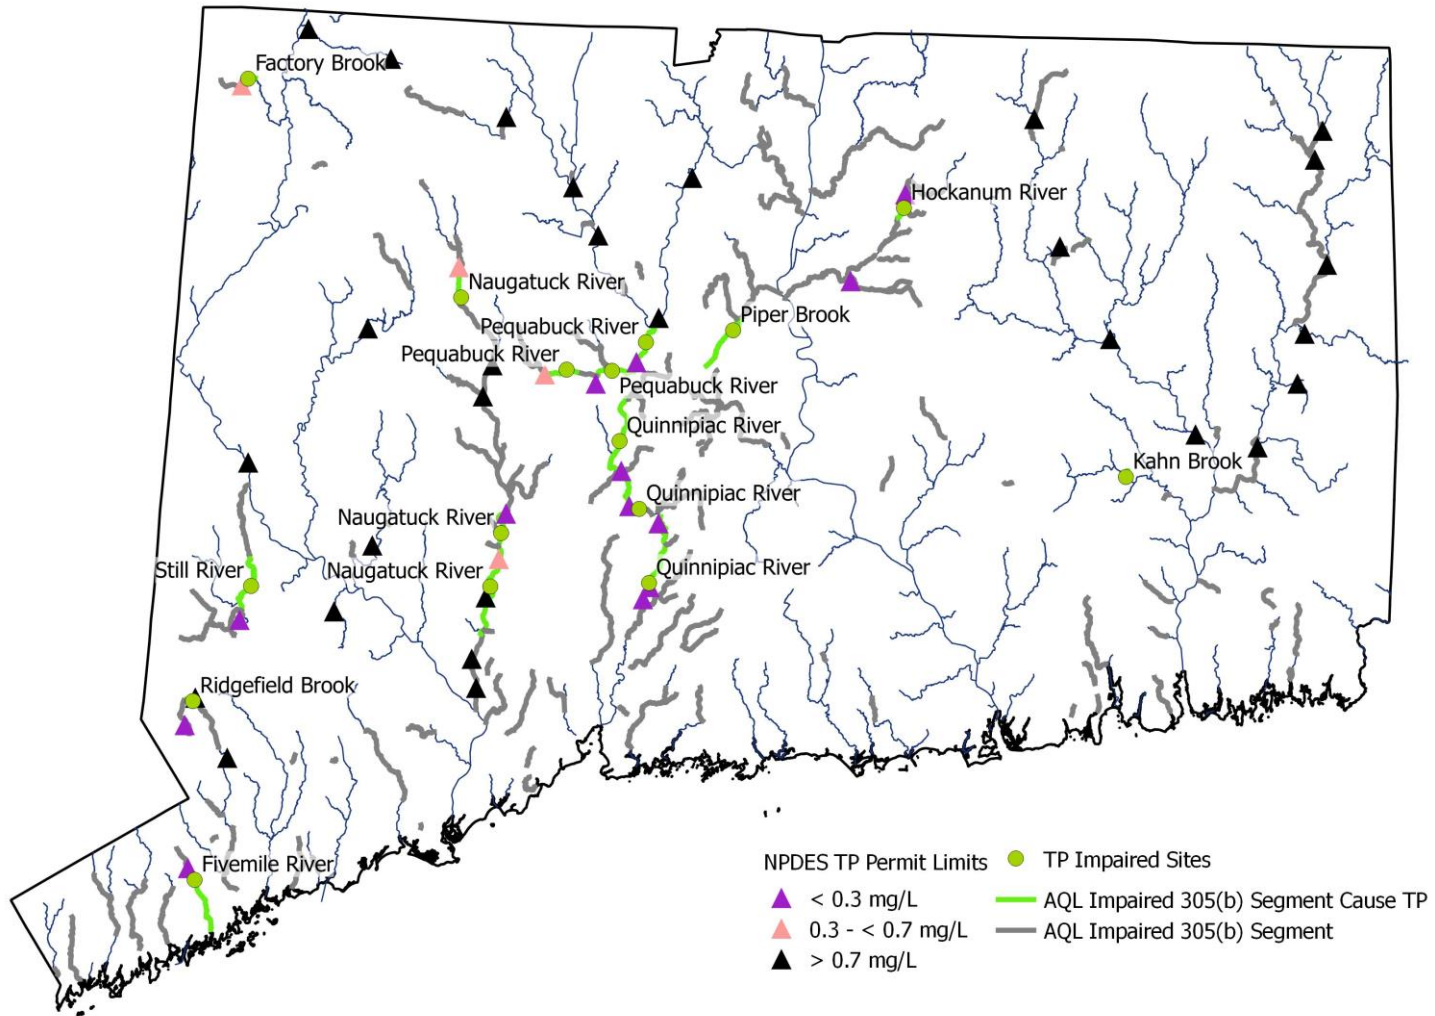 Factory Brook
Hockanum River
Naugatuck River
Piper Brook
Pequabuck River
Pequabuck River
Pequabuck River
Quinnipiac River
Kahn Brook
Quinnipiac River
Naugatuck River
Quinnipiac River
Still River
Naugatuck River
Ridgefield Brook
Fivemile River
NPDES TP Permit Limits
< 0.3 mg/L
0.3 - < 0.7 mg/L
> 0.7 mg/L
TP Impaired Sites
AQL Impaired 305(b) Segment Cause TP
AQL Impaired 305(b) Segment